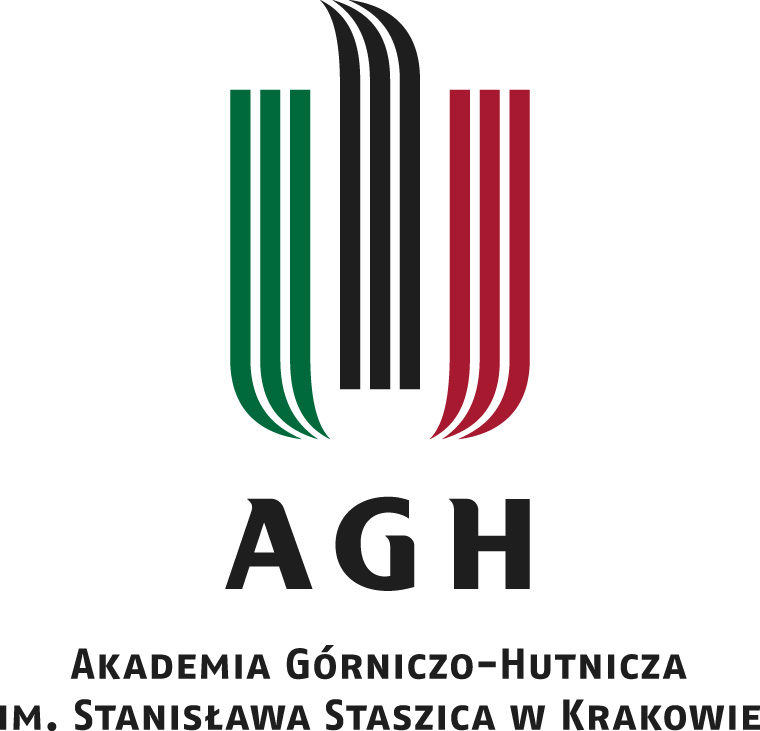 AGH
Akademia Górniczo-Hutnicza
im. Stanisława Staszica w Krakowie